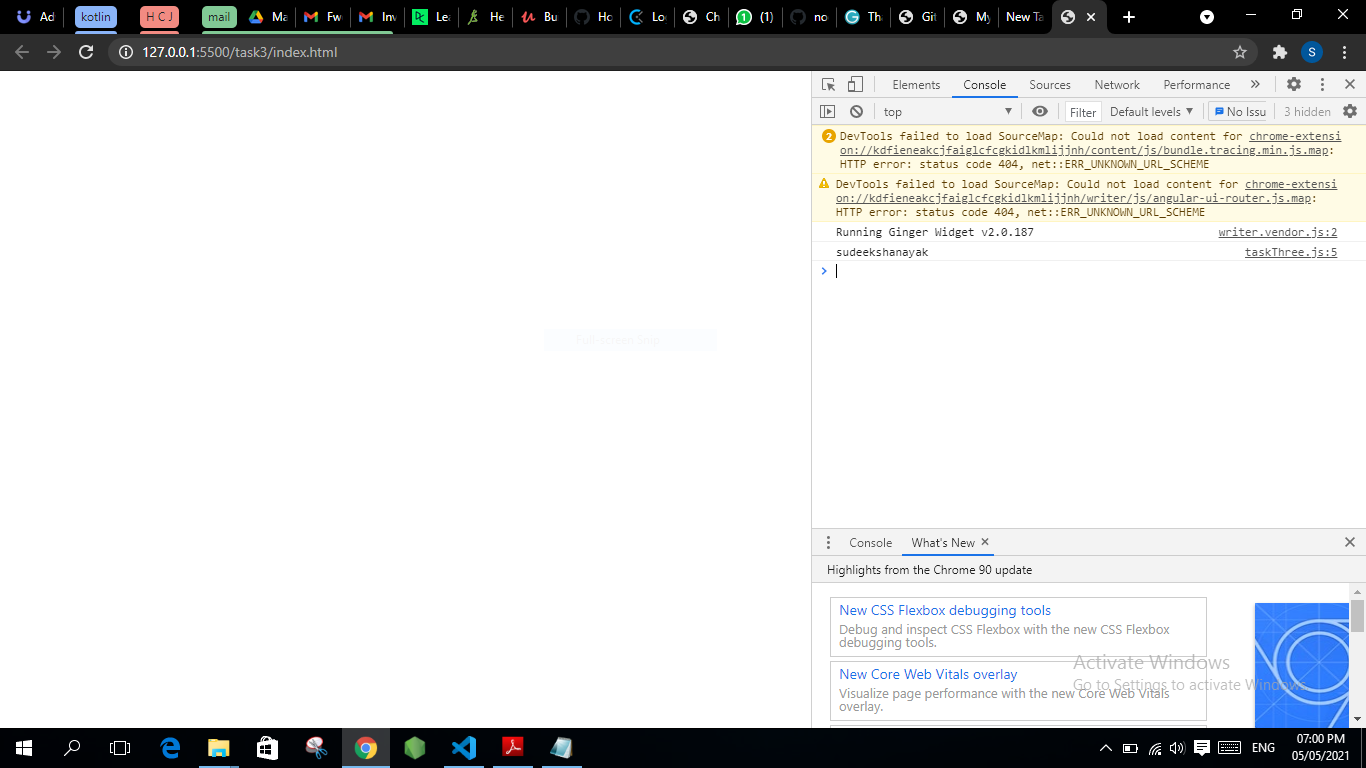 Ad
kotlin
H C J
mail
Ma
Fw
Inv
Lea
He
Bu
Ho
Lo
Ch
(1)
no
Th
Git
My
New Ta
127.0.0.1:5500/task3/index.html
S
Elements Console Sources Network Performance
top Filter Default levels No Issu 3 hidden
2 DevTools failed to load SourceMap: Could not load content for chrome-extensi
on://kdfieneakcjfaiglcfcgkidlkmlijjnh/content/js/bundle.tracing.min.js.map:
HTTP error: status code 404, net::ERR_UNKNOWN_URL_SCHEME
DevTools failed to load SourceMap: Could not load content for chrome-extensi
on://kdfieneakcjfaiglcfcgkidlkmlijjnh/writer/js/angular-ui-router.js.map:
HTTP error: status code 404, net::ERR_UNKNOWN_URL_SCHEME
Running Ginger Widget v2.0.187 writer.vendor.js:2
sudeekshanayak taskThree.js:5
Console What's New
Highlights from the Chrome 90 update
New CSS Flexbox debugging tools
Debug and inspect CSS Flexbox with the new CSS Flexbox
debugging tools.
New Core Web Vitals overlay
Visualize page performance with the new Core Web Vitals
overlay.
Activate Windows
Go to Settings to activate Windows.
ENG
07:00 PM
05/05/2021